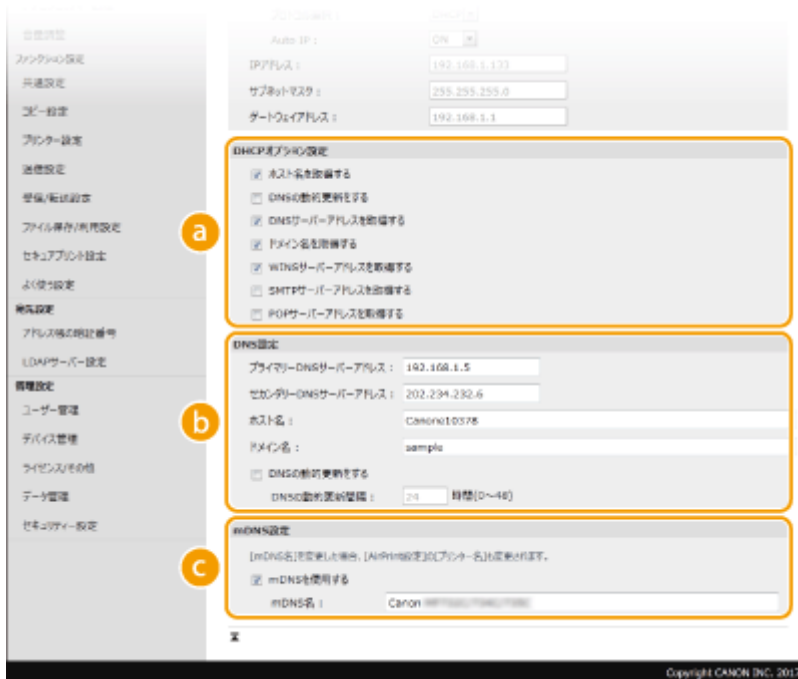 音量調整
Auto IP： ON
ファンクション設定
IPアドレス： 192.168.1.133
共通設定
サブネットマスク： 255.255.255.0
コピー設定
ゲートウェイアドレス： 192.168.1.1
プリンター設定
送信設定
受信/転送設定
ファイル保存/利用設定
セキュアプリント設定
よく使う設定
宛先設定
アドレス帳の暗証番号
LDAPサーバー設定
管理設定
ユーザー管理
デバイス管理
ライセンス/その他
データ管理
セキュリティー設定
a
DHCPオプション設定
ホスト名を取得する
DNSの動的更新をする
DNSサーバーアドレスを取得する
ドメイン名を取得する
WINSサーバーアドレスを取得する
SMTPサーバーアドレスを取得する
POPサーバーアドレスを取得する
b
DNS設定
プライマリーDNSサーバーアドレス： 192.168.1.5
セカンダリーDNSサーバーアドレス： 202.234.232.6
ホスト名： Canone10378
ドメイン名： sample
DNSの動的更新をする
DNSの動的更新間隔： 24 時間(0～48)
c
mDNS設定
[mDNS名]を変更した場合、[AirPrint設定]の[プリンター名]も変更されます。
mDNSを使用する
mDNS名： Canon
Copyright CANON INC. 2017